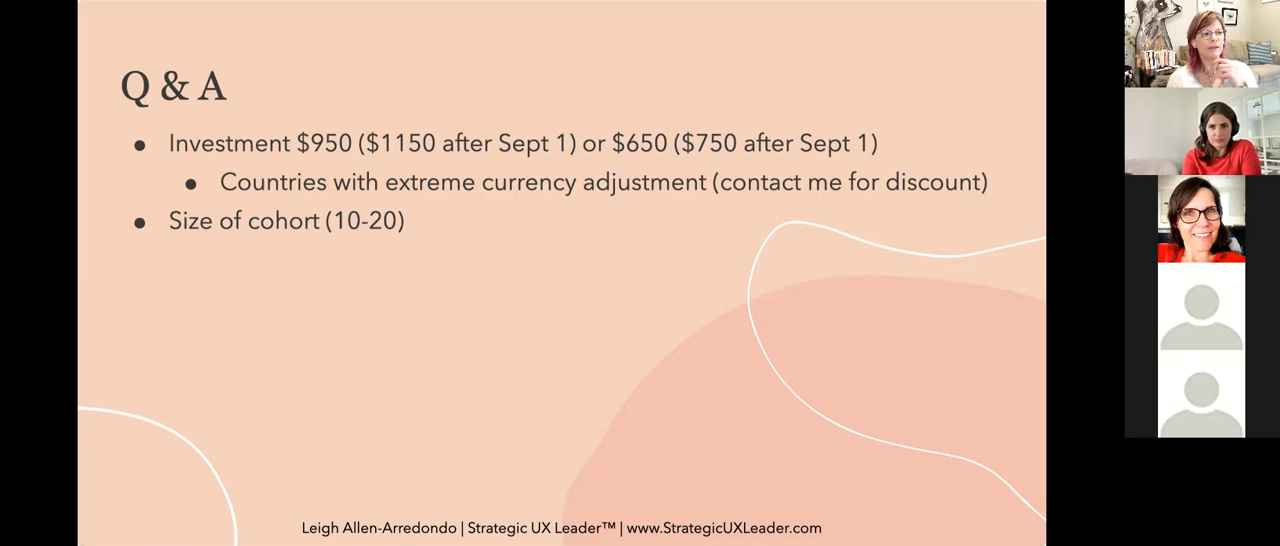 Q & A
● Investment $950 ($1150 after Sept 1) or $650 ($750 after Sept 1)
● Countries with extreme currency adjustment (contact me for discount)
● Size of cohort (10-20)
Leigh Allen-Arredondo | Strategic UX Leader™ | www.StrategicUXLeader.com